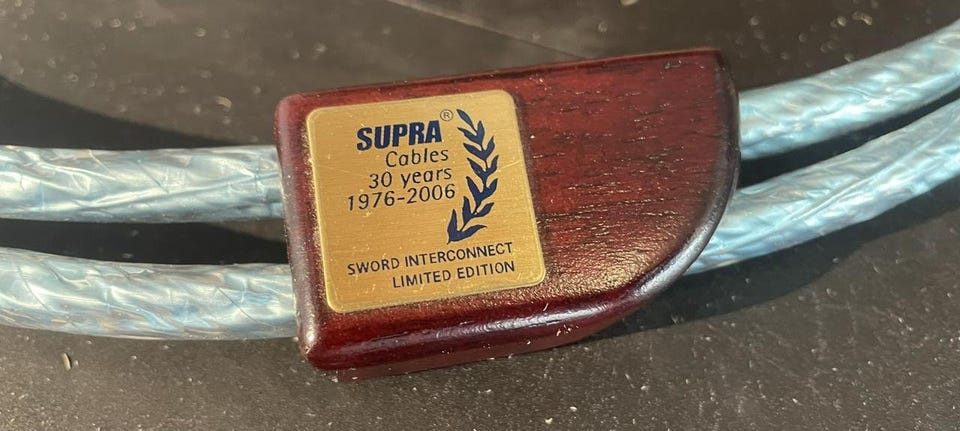 SUPRA®
Cables
30 years
1976-2006
SWORD INTERCONNECT
LIMITED EDITION